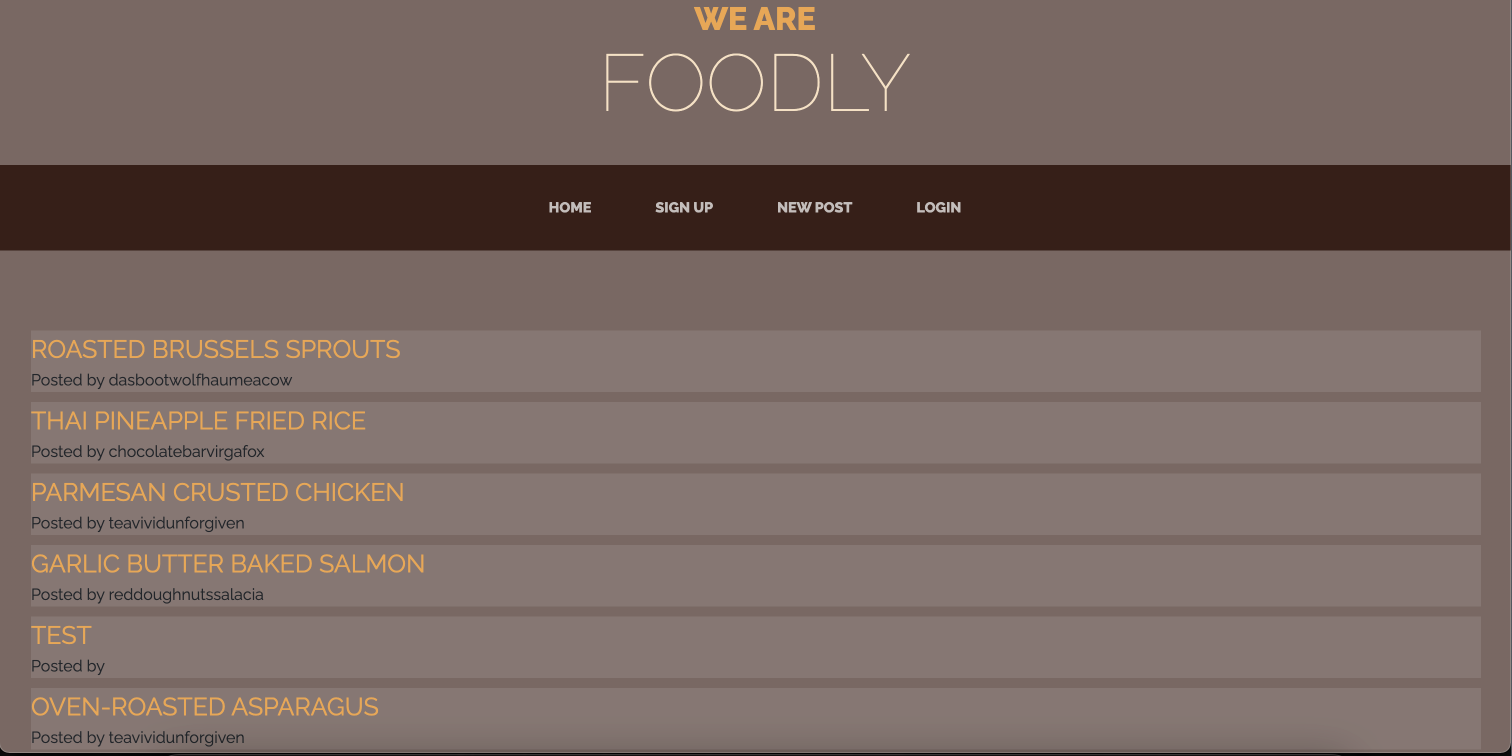 WE ARE
FOODLY
HOME SIGN UP NEW POST LOGIN
ROASTED BRUSSELS SPROUTS
Posted by dasbootwolfhaumeacow
THAI PINEAPPLE FRIED RICE
Posted by chocolatebarvirgafox
PARMESAN CRUSTED CHICKEN
Posted by teavividunforgiven
GARLIC BUTTER BAKED SALMON
Posted by reddoughnutssalacia
TEST
Posted by
OVEN-ROASTED ASPARAGUS
Posted by teavividunforgiven